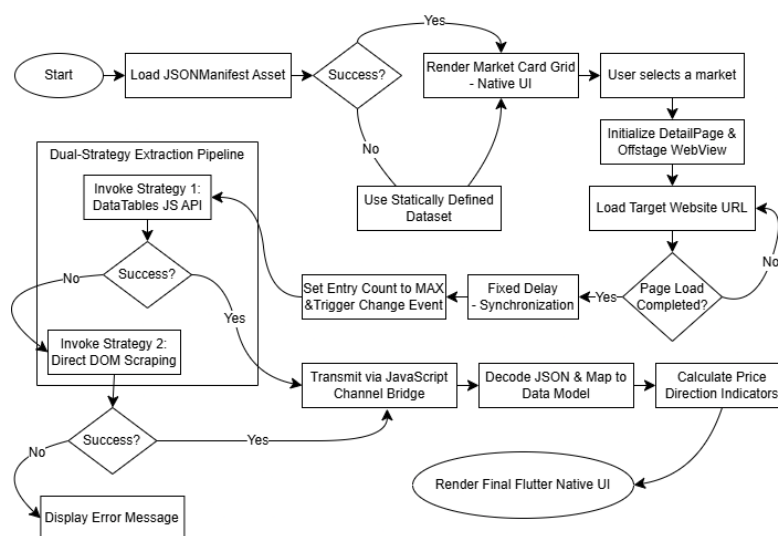 Yes
Start
Load JSONManifest Asset
Success?
Render Market Card Grid
- Native UI
User selects a market
No
Use Statically Defined
Dataset
Initialize DetailPage &
Offstage WebView
Dual-Strategy Extraction Pipeline
Invoke Strategy 1:
DataTables JS API
Load Target Website URL
Success?
No
Yes
Set Entry Count to MAX
&Trigger Change Event
Fixed Delay
- Synchronization
Yes
Page Load
Completed?
No
Invoke Strategy 2:
Direct DOM Scraping
Transmit via JavaScript
Channel Bridge
Decode JSON & Map to
Data Model
Calculate Price
Direction Indicators
Success?
No
Yes
Display Error Message
Render Final Flutter Native UI